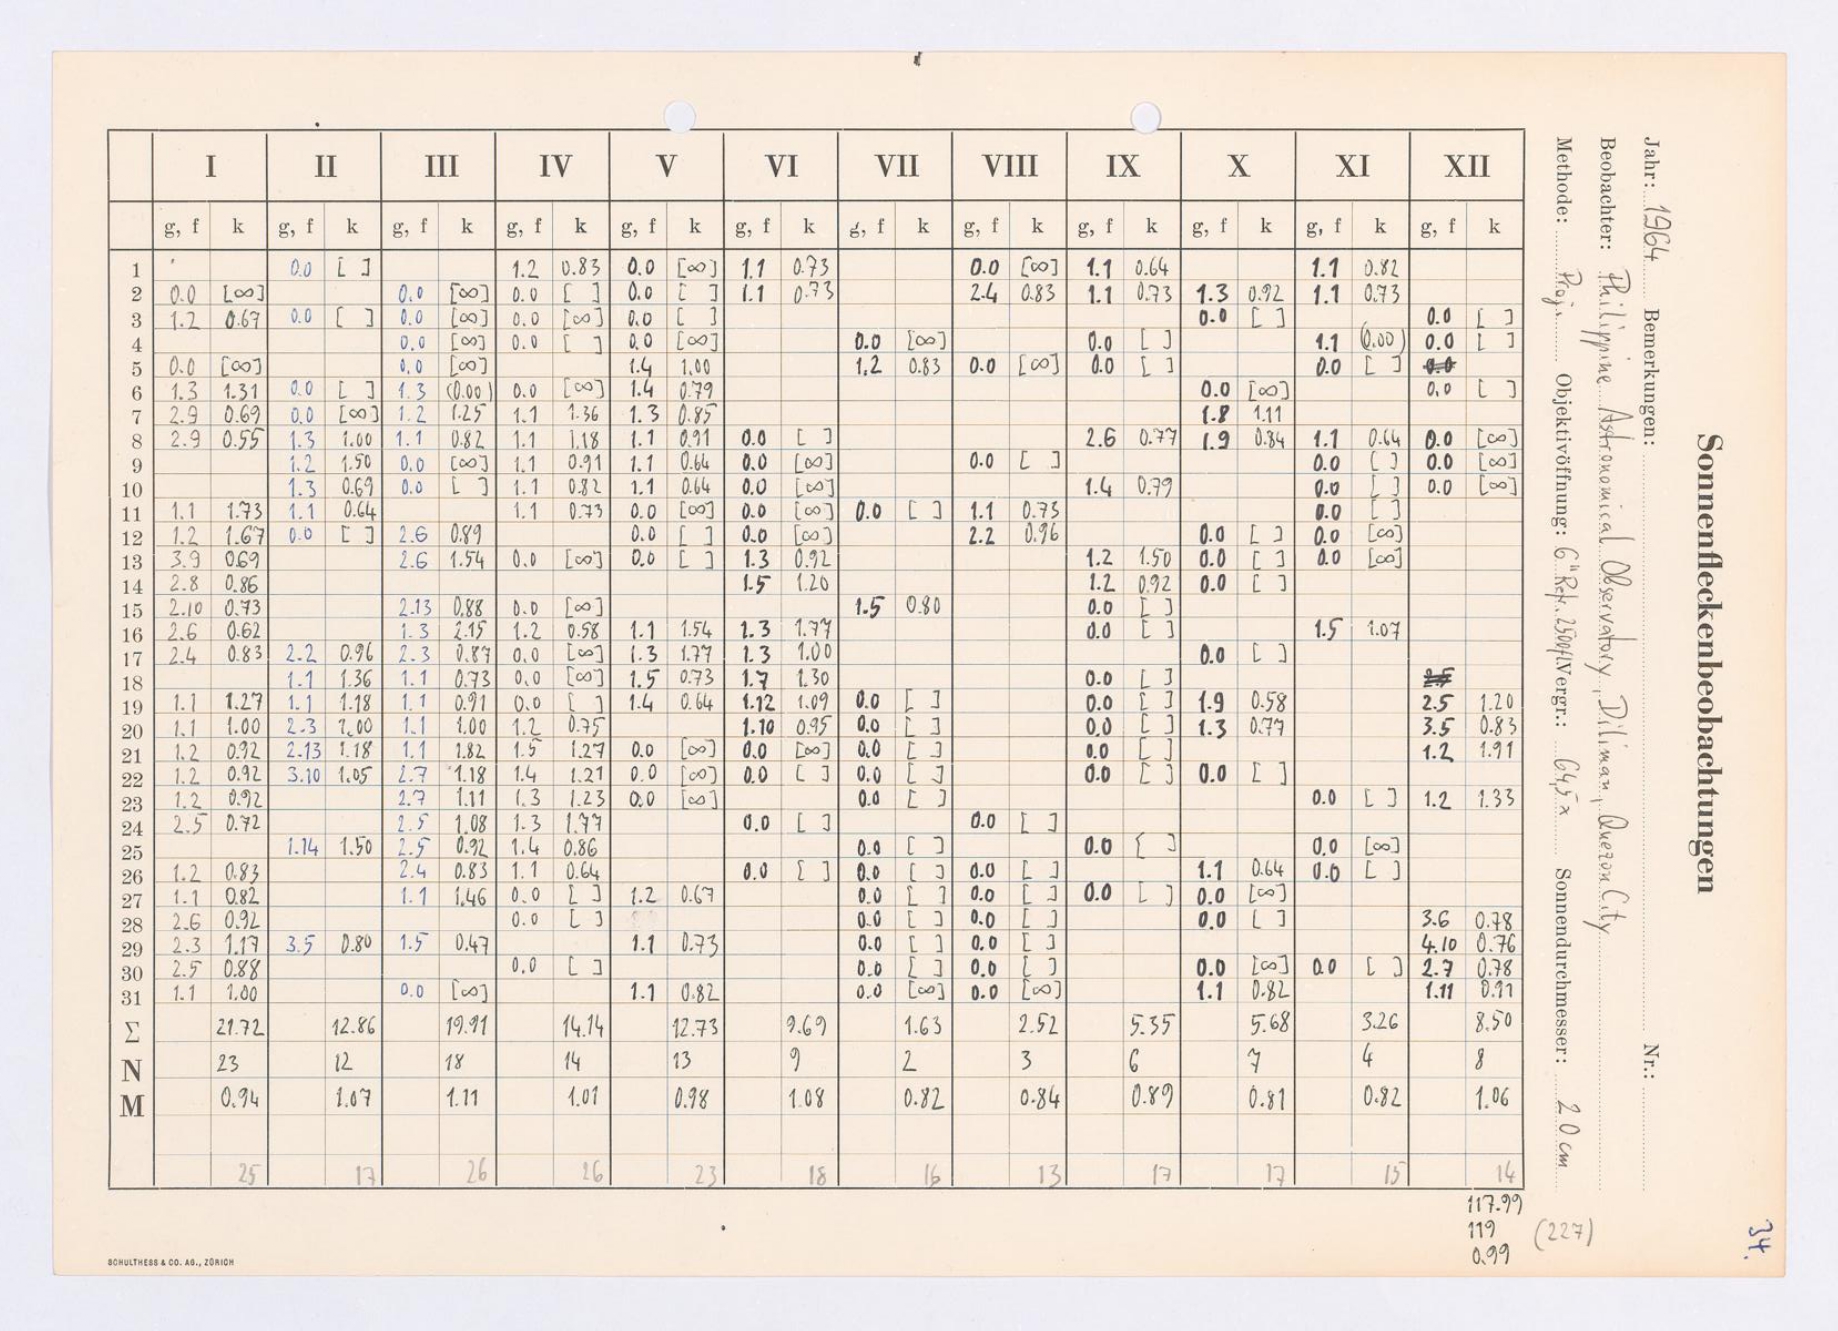 Sonnenfleckenbeobachtungen
Jahr: 1964 Bemerkungen: Nr.:
Beobachter: Philippine Astronomical Observatory, Diliman, Quezon City
Methode: Proj. Objektivöffnung: 6" Refr. Vergr.: 64,5x Sonnendurchmesser: 20 cm
I II III IV V VI VII VIII IX X XI XII
g, f k g, f k g, f k g, f k g, f k g, f k g, f k g, f k g, f k g, f k g, f k g, f k
1 0.0 [ ] 1.2 0.83 0.0 [∞] 1.1 0.73 0.0 [∞] 1.1 0.64 1.1 0.82
2 0.0 [∞] 0.0 [∞] 0.0 [ ] 0.0 [ ] 1.1 0.73 2.4 0.83 1.1 0.73 1.3 0.92 1.1 0.73
3 1.2 0.67 0.0 [ ] 0.0 [∞] 0.0 [∞] 0.0 [ ] 0.0 [ ] 0.0 [ ]
4 0.0 [∞] 0.0 [ ] 0.0 [∞] 0.0 [∞] 0.0 [ ] 1.1 (0.00) 0.0 [ ]
5 0.0 [∞] 0.0 [∞] 1.4 1.00 1.2 0.83 0.0 [∞] 0.0 [ ] 0.0 [ ] 0.0
6 1.3 1.31 0.0 [ ] 1.3 (0.00) 0.0 [∞] 1.4 0.79 0.0 [∞] 0.0 [ ]
7 2.9 0.69 0.0 [∞] 1.2 1.25 1.1 1.36 1.3 0.85 1.8 1.11
8 2.9 0.55 1.3 1.00 1.1 0.82 1.1 1.18 1.1 0.91 0.0 [ ] 2.6 0.77 1.9 0.84 1.1 0.64 0.0 [∞]
9 1.2 1.50 0.0 [∞] 1.1 0.91 1.1 0.64 0.0 [∞] 0.0 [ ] 0.0 [ ] 0.0 [∞]
10 1.3 0.69 0.0 [ ] 1.1 0.82 1.1 0.64 0.0 [∞] 1.4 0.79 0.0 [ ] 0.0 [∞]
11 1.1 1.73 1.1 0.64 1.1 0.73 0.0 [∞] 0.0 [∞] 0.0 [ ] 1.1 0.73 0.0 [ ]
12 1.2 1.67 0.0 [ ] 2.6 0.89 0.0 [ ] 0.0 [∞] 2.2 0.96 0.0 [ ] 0.0 [∞]
13 3.9 0.69 2.6 1.54 0.0 [∞] 0.0 [ ] 1.3 0.92 1.2 1.50 0.0 [ ] 0.0 [∞]
14 2.8 0.86 1.5 1.20 1.2 0.92 0.0 [ ]
15 2.10 0.73 2.13 0.88 0.0 [∞] 1.5 0.80 0.0 [ ]
16 2.6 0.62 1.3 2.15 1.2 0.58 1.1 1.54 1.3 1.77 0.0 [ ] 1.5 1.07
17 2.4 0.83 2.2 0.96 2.3 0.87 0.0 [∞] 1.3 1.77 1.3 1.00 0.0 [ ]
18 1.1 1.36 1.1 0.73 0.0 [∞] 1.5 0.73 1.7 1.30 0.0 [ ] 2.5
19 1.1 1.27 1.1 1.18 1.1 0.91 0.0 [ ] 1.4 0.64 1.12 1.09 0.0 [ ] 0.0 [ ] 1.9 0.58 2.5 1.20
20 1.1 1.00 2.3 1.00 1.1 1.00 1.2 0.75 1.10 0.95 0.0 [ ] 0.0 [ ] 1.3 0.77 3.5 0.83
21 1.2 0.92 2.13 1.18 1.1 1.82 1.5 1.27 0.0 [∞] 0.0 [∞] 0.0 [ ] 0.0 [ ] 1.2 1.91
22 1.2 0.92 3.10 1.05 2.7 1.18 1.4 1.21 0.0 [∞] 0.0 [ ] 0.0 [ ] 0.0 [ ] 0.0 [ ]
23 1.2 0.92 2.7 1.11 1.3 1.23 0.0 [∞] 0.0 [ ] 0.0 [ ] 1.2 1.33
24 2.5 0.72 2.5 1.08 1.3 1.77 0.0 [ ] 0.0 [ ]
25 1.14 1.50 2.5 0.92 1.4 0.86 0.0 [ ] 0.0 [ ] 0.0 [∞]
26 1.2 0.83 2.4 0.83 1.1 0.64 0.0 [ ] 0.0 [ ] 0.0 [ ] 1.1 0.64 0.0 [ ]
27 1.1 0.82 1.1 1.46 0.0 [ ] 1.2 0.67 0.0 [ ] 0.0 [ ] 0.0 [ ] 0.0 [∞]
28 2.6 0.92 0.0 [ ] 0.0 [ ] 0.0 [ ] 0.0 [ ] 3.6 0.78
29 2.3 1.17 3.5 0.80 1.5 0.47 1.1 0.73 0.0 [ ] 0.0 [ ] 4.10 0.76
30 2.5 0.88 0.0 [ ] 0.0 [ ] 0.0 [ ] 0.0 [∞] 0.0 [ ] 2.7 0.78
31 1.1 1.00 0.0 [∞] 1.1 0.82 0.0 [∞] 0.0 [∞] 1.1 0.82 1.11 0.91
Σ 21.72 12.86 19.91 14.14 12.73 9.69 1.63 2.52 5.35 5.68 3.26 8.50
N 23 12 18 14 13 9 2 3 6 7 4 8
M 0.94 1.07 1.11 1.01 0.98 1.08 0.82 0.84 0.89 0.81 0.82 1.06
25 17 26 26 23 18 16 13 17 17 15 14
117.99
119 (227)
0.99
34.
SCHULTHESS & CO. AG., ZÜRICH